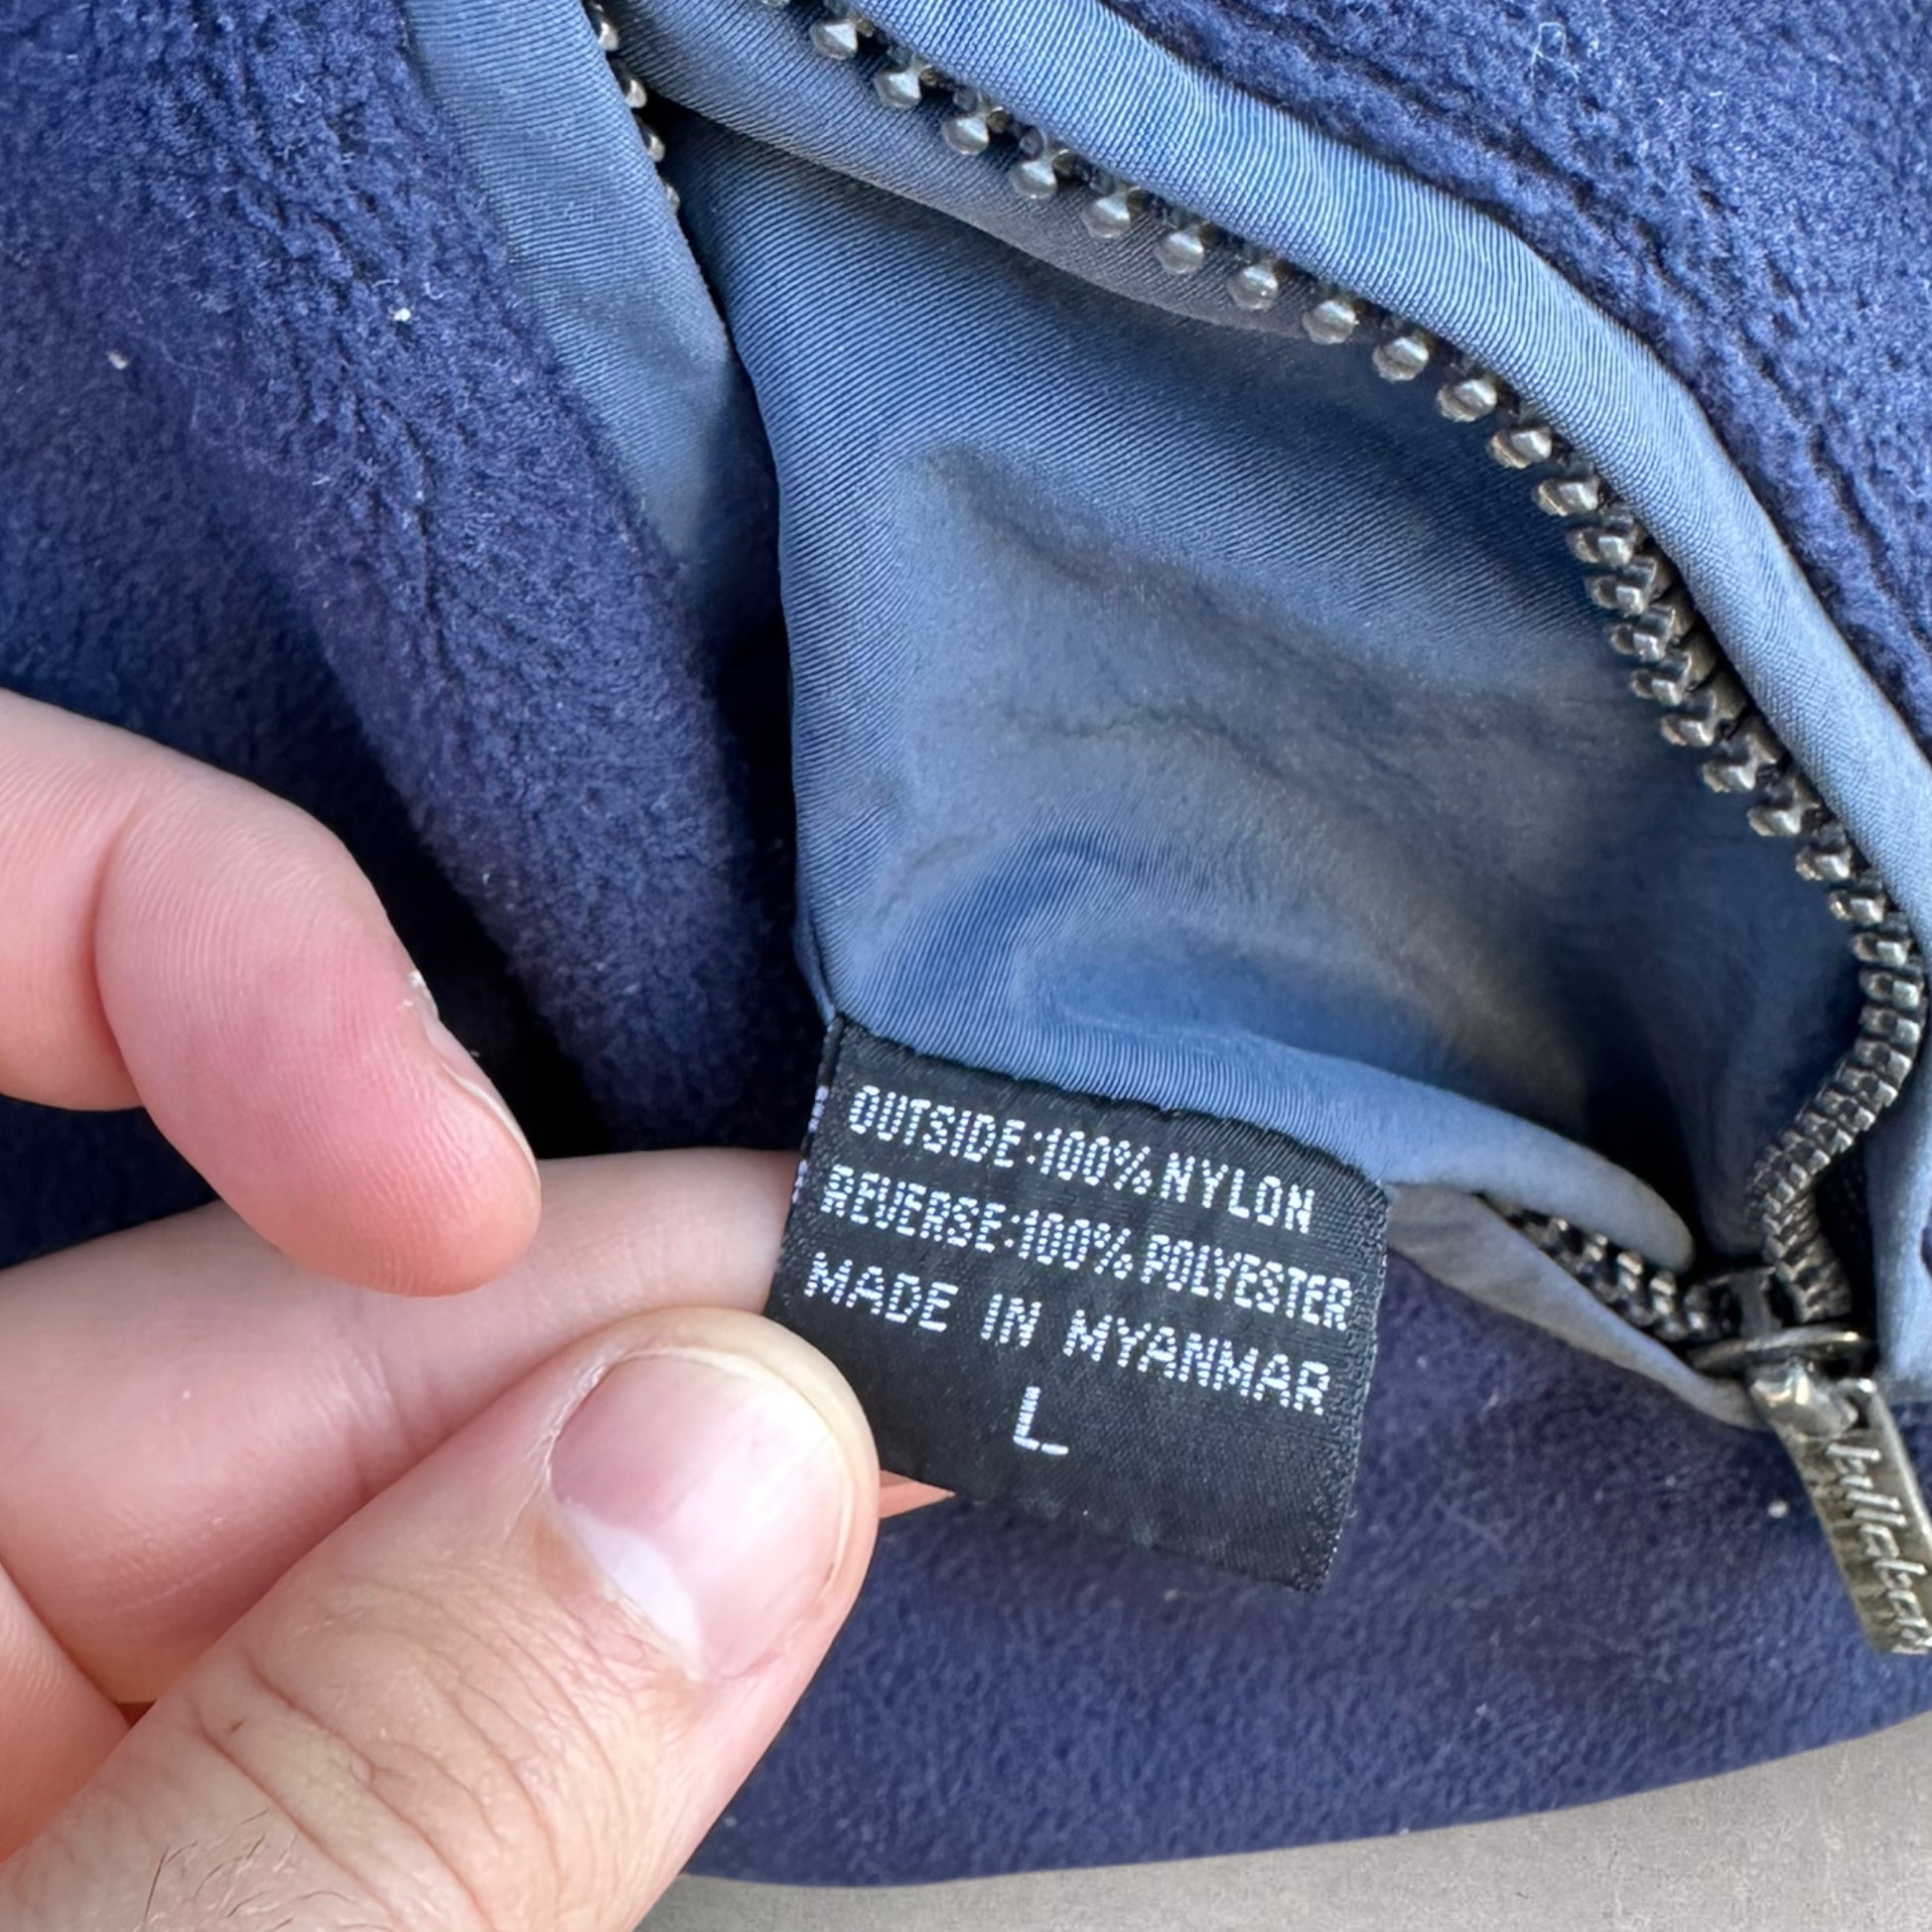 OUTSIDE:100%NYLON
REVERSE:100%POLYESTER
MADE IN MYANMAR
L